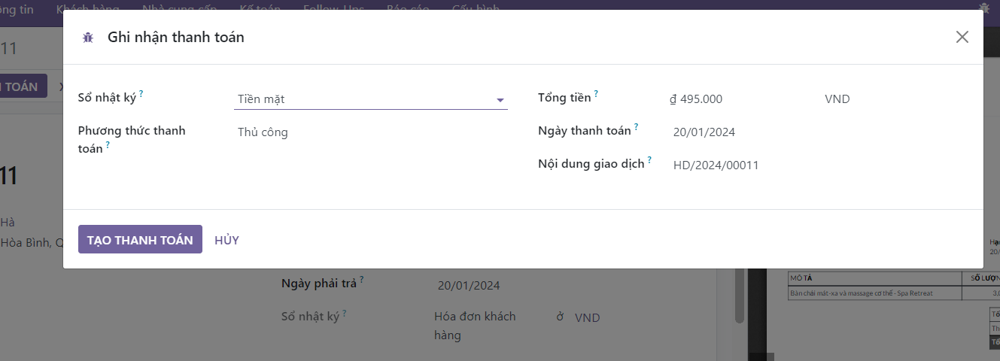 Khách hàng Nhà cung cấp Kế toán Follow-Ups Báo cáo Cấu hình
Ghi nhận thanh toán
11
TOÁN
Sổ nhật ký ? Tiền mặt
Tổng tiền ? ₫ 495.000 VND
Phương thức thanh
toán ? Thủ công
Ngày thanh toán ? 20/01/2024
Nội dung giao dịch ? HD/2024/00011
11
Hà
Hòa Bình, Q
TẠO THANH TOÁN HỦY
Ngày phải trả ? 20/01/2024
Sổ nhật ký ? Hóa đơn khách
hàng
ở VND
MÔ TẢ SỐ LƯỢN
Bàn chải mát-xa và massage cơ thể - Spa Retreat